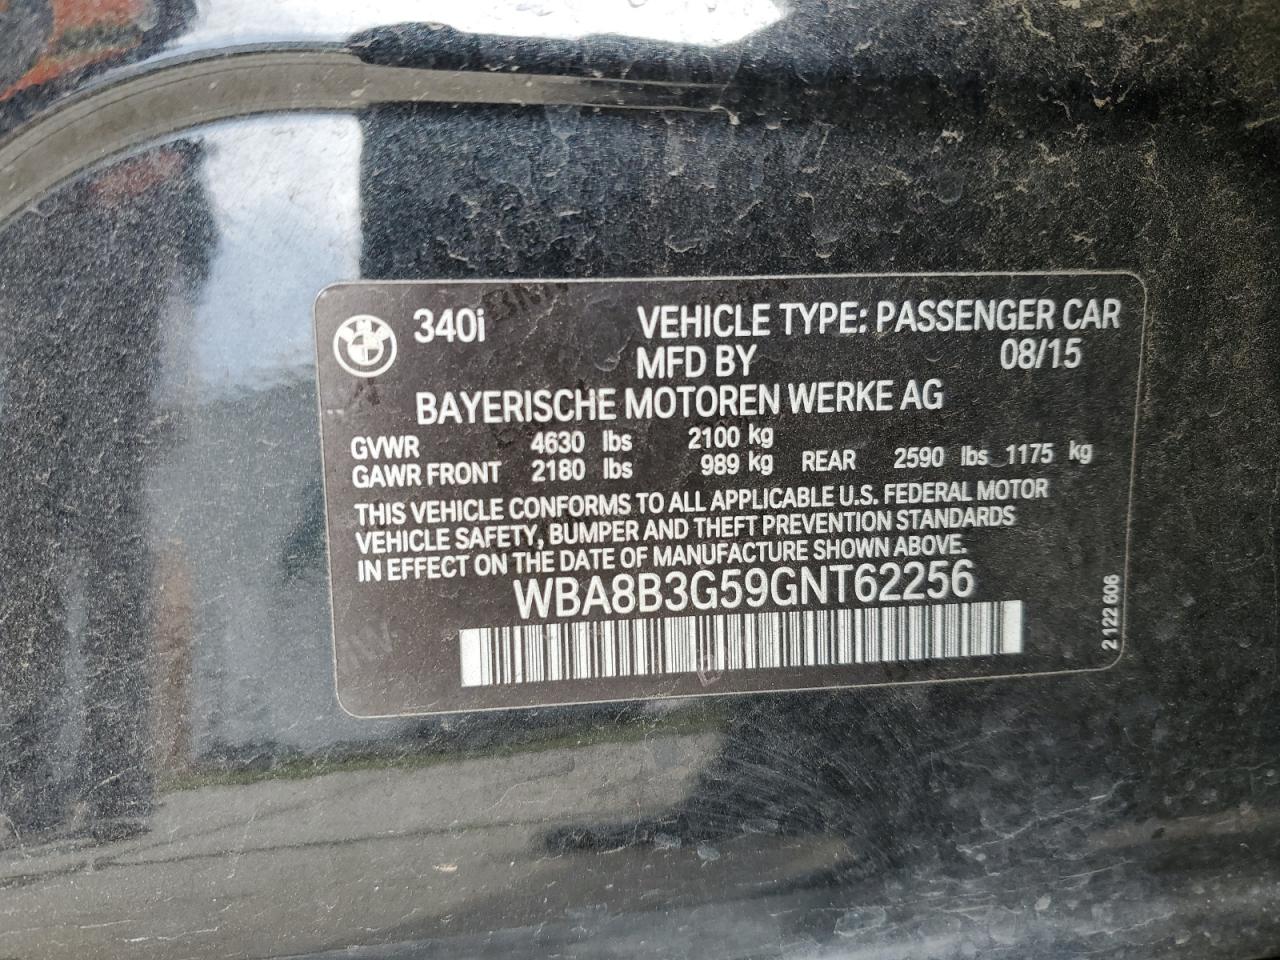 340i VEHICLE TYPE: PASSENGER CAR
MFD BY 08/15
BAYERISCHE MOTOREN WERKE AG
GVWR 4630 lbs 2100 kg
GAWR FRONT 2180 lbs 989 kg REAR 2590 lbs 1175 kg
THIS VEHICLE CONFORMS TO ALL APPLICABLE U.S. FEDERAL MOTOR
VEHICLE SAFETY, BUMPER AND THEFT PREVENTION STANDARDS
IN EFFECT ON THE DATE OF MANUFACTURE SHOWN ABOVE.
WBA8B3G59GNT62256
2 122 606